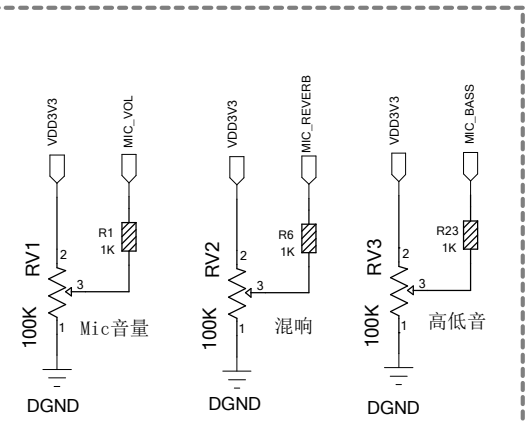 VDD3V3
MIC_VOL
R1
1K
RV1
2
3
1
100K
Mic音量
DGND
VDD3V3
MIC_REVERB
R6
1K
RV2
2
3
1
100K
混响
DGND
VDD3V3
MIC_BASS
R23
1K
RV3
2
3
1
100K
高低音
DGND